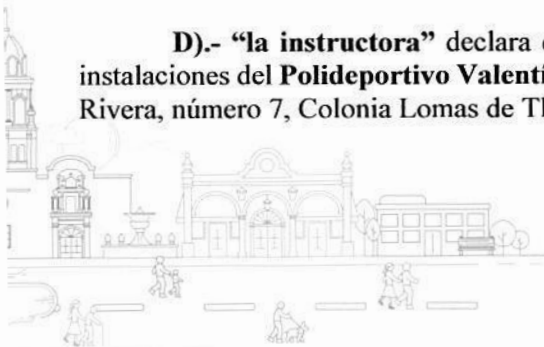 D).- “la instructora” declara
instalaciones del Polideportivo
Rivera, número 7, Colonia Lomas de